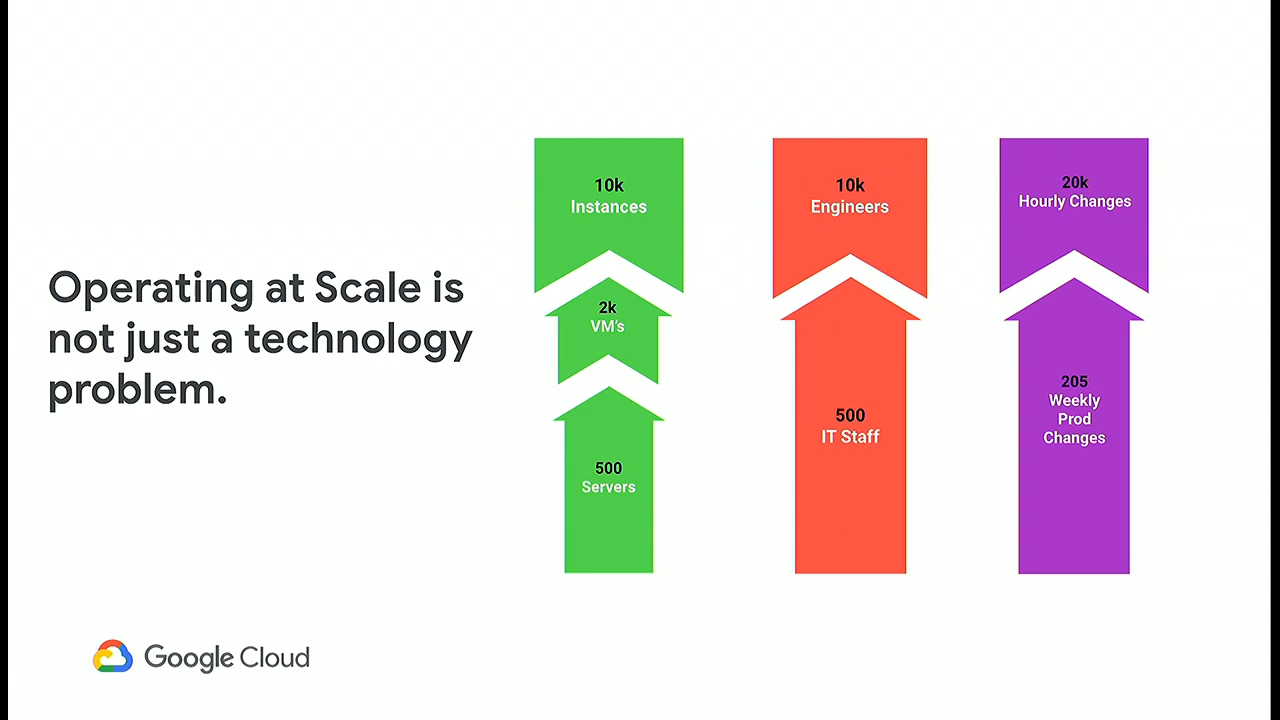 Operating at Scale is
not just a technology
problem.
10k
Instances
2k
VM's
500
Servers
10k
Engineers
500
IT Staff
20k
Hourly Changes
205
Weekly
Prod
Changes
Google Cloud